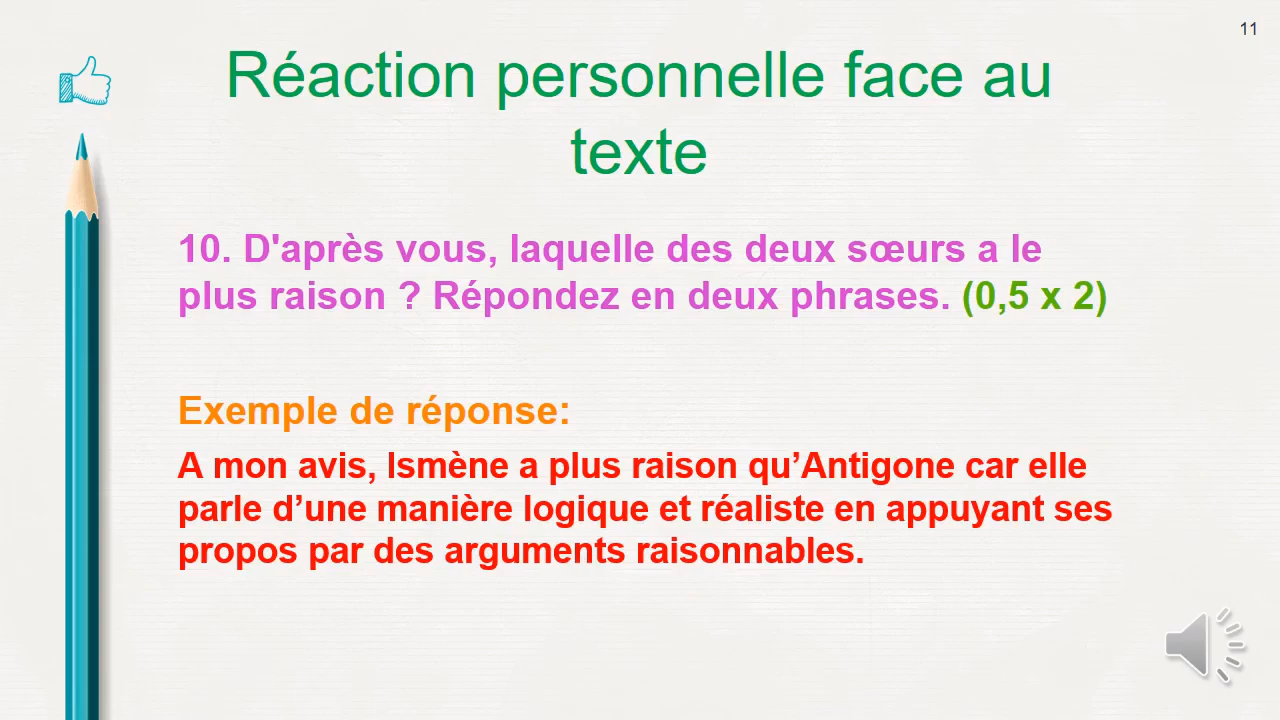 11
Réaction personnelle face au
texte
10. D'après vous, laquelle des deux sœurs a le
plus raison ? Répondez en deux phrases. (0,5 x 2)
Exemple de réponse:
A mon avis, Ismène a plus raison qu’Antigone car elle
parle d’une manière logique et réaliste en appuyant ses
propos par des arguments raisonnables.